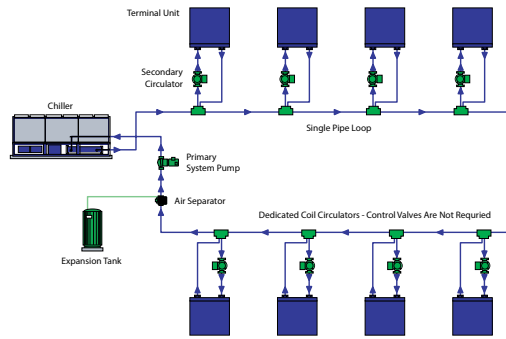 Terminal Unit
Secondary
Circulator
Chiller
Single Pipe Loop
Primary
System Pump
Air Separator
Dedicated Coil Circulators - Control Valves Are Not Requried
Expansion Tank